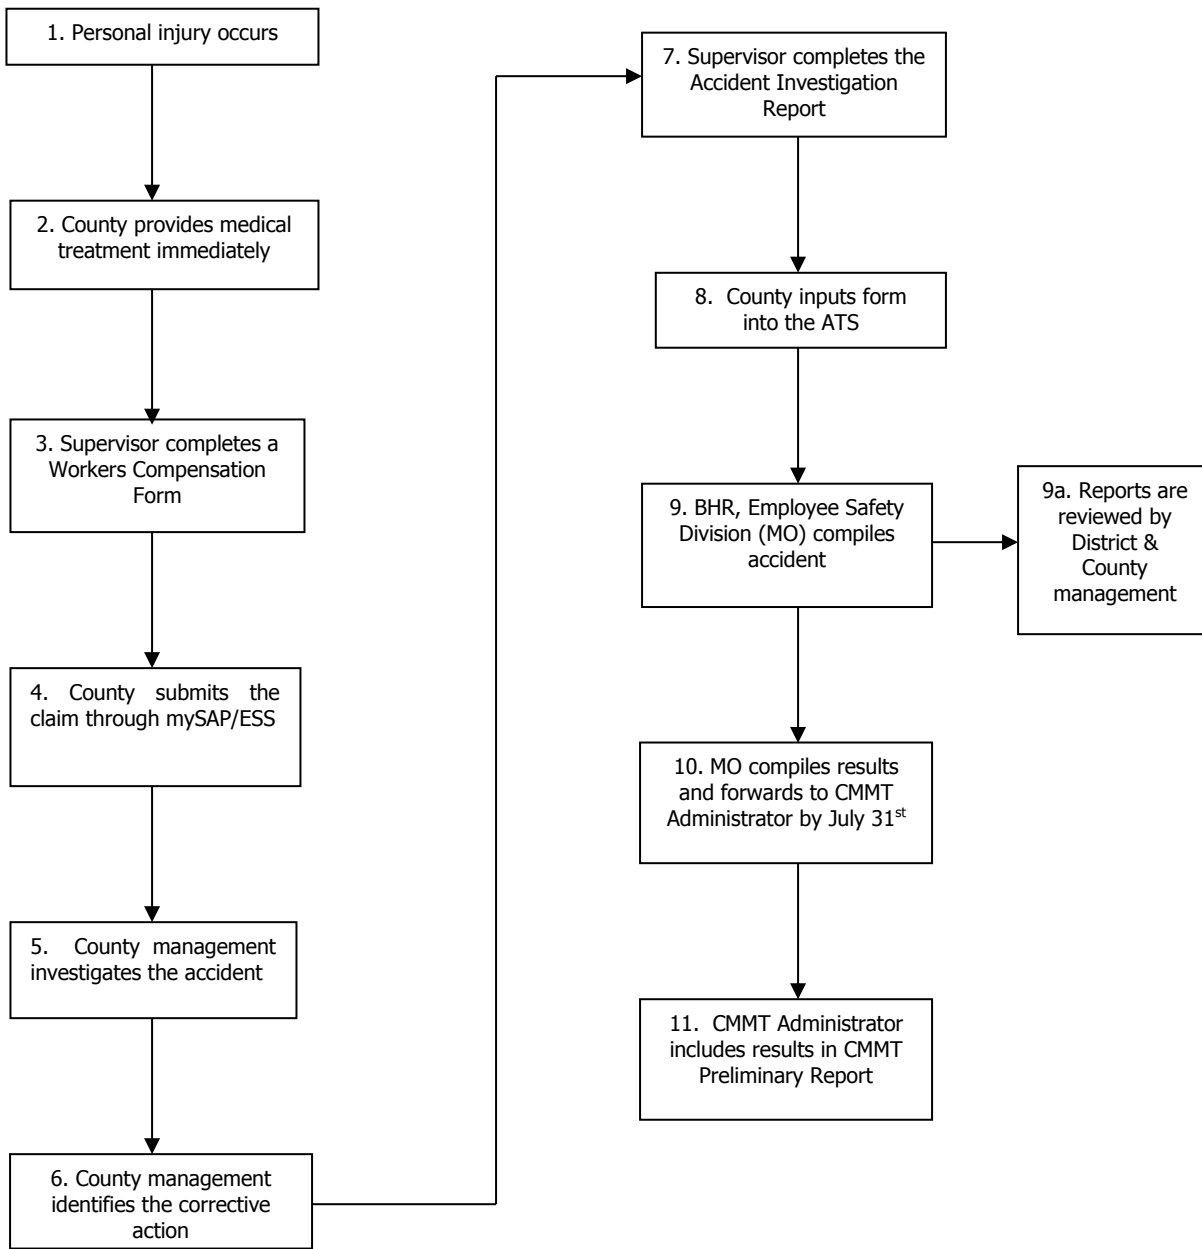 1. Personal injury occurs
2. County provides medical
treatment immediately
3. Supervisor completes a
Workers Compensation
Form
4. County submits the
claim through mySAP/ESS
5. County management
investigates the accident
6. County management
identifies the corrective
action
7. Supervisor completes the
Accident Investigation
Report
8. County inputs form
into the ATS
9. BHR, Employee Safety
Division (MO) compiles
accident
9a. Reports are
reviewed by
District &
County
management
10. MO compiles results
and forwards to CMMT
Administrator by July 31st
11. CMMT Administrator
includes results in CMMT
Preliminary Report